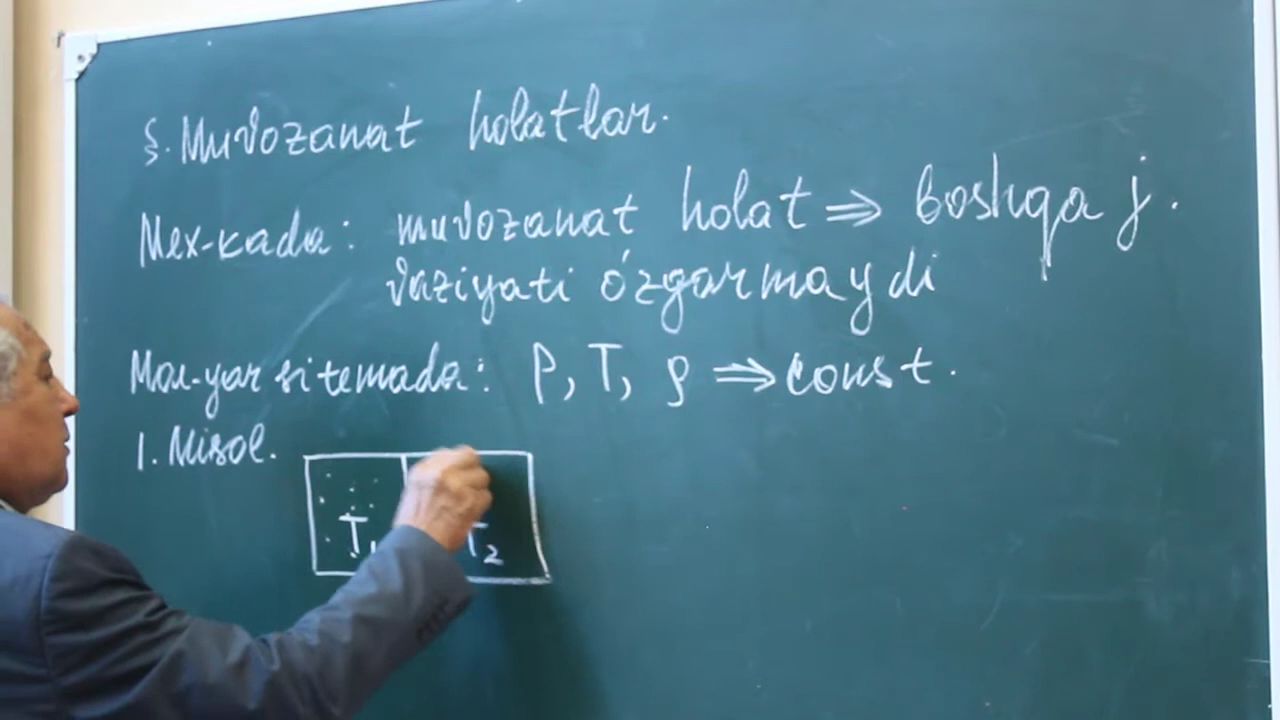 §. Muvozanat holatlar.
Mex-kada: muvozanat holat ⇒ boshqa j.
vaziyati o'zgarmaydi
Mol-yar sitemada: P, T, ρ ⇒ const.
1. Misol.
T₁ T₂